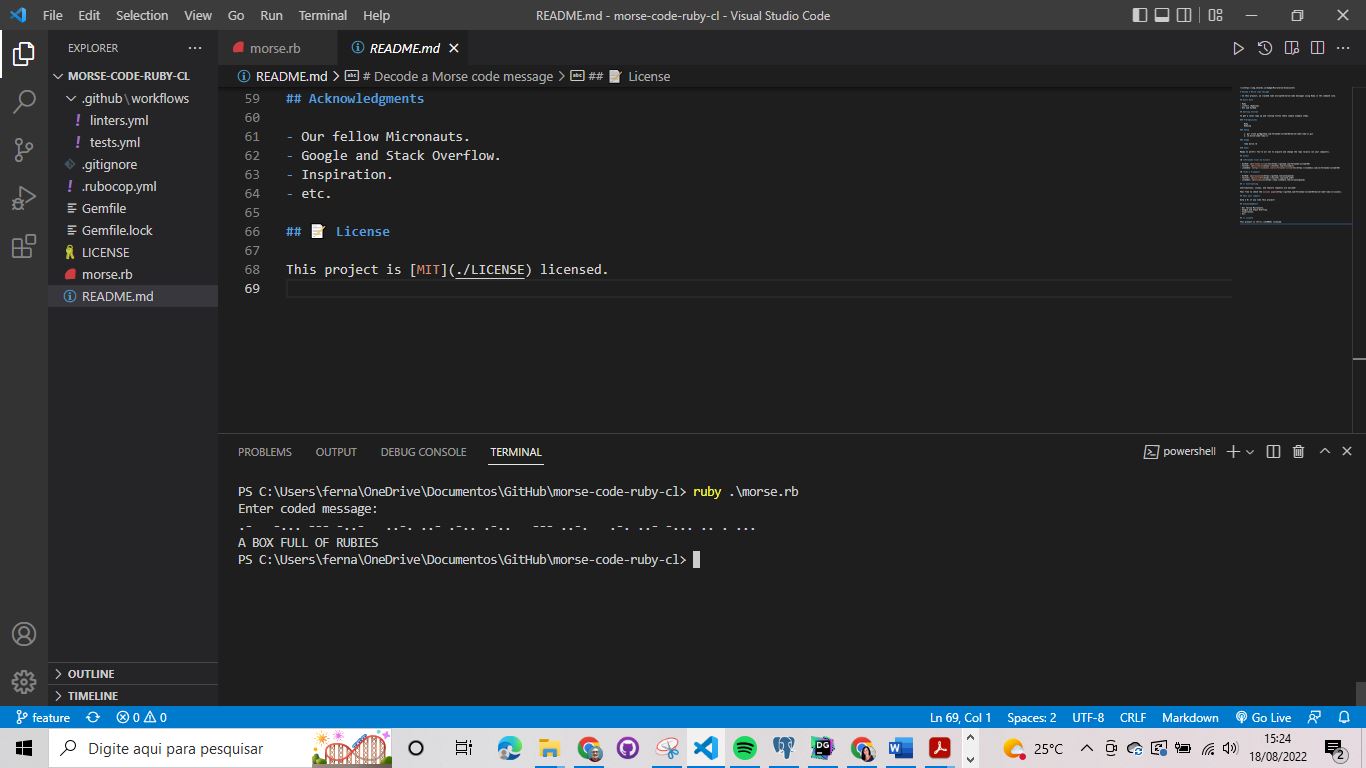 File Edit Selection View Go Run Terminal Help
README.md - morse-code-ruby-cl - Visual Studio Code
EXPLORER
MORSE-CODE-RUBY-CL
.github\workflows
linters.yml
tests.yml
.gitignore
.rubocop.yml
Gemfile
Gemfile.lock
LICENSE
morse.rb
README.md
OUTLINE
TIMELINE
morse.rb README.md
README.md > # Decode a Morse code message > ## 📝 License
59 ## Acknowledgments
60
61 - Our fellow Micronauts.
62 - Google and Stack Overflow.
63 - Inspiration.
64 - etc.
65
66 ## 📝 License
67
68 This project is [MIT](./LICENSE) licensed.
69
PROBLEMS OUTPUT DEBUG CONSOLE TERMINAL
powershell
PS C:\Users\ferna\OneDrive\Documentos\GitHub\morse-code-ruby-cl> ruby .\morse.rb
Enter coded message:
.-   -... --- -..-   ..-. ..- .-.. .-..   --- ..-.   .-. ..- -... .. . ...
A BOX FULL OF RUBIES
PS C:\Users\ferna\OneDrive\Documentos\GitHub\morse-code-ruby-cl>
feature 0 0
Ln 69, Col 1 Spaces: 2 UTF-8 CRLF Markdown Go Live
Digite aqui para pesquisar
DG
25°C
15:24
18/08/2022
2